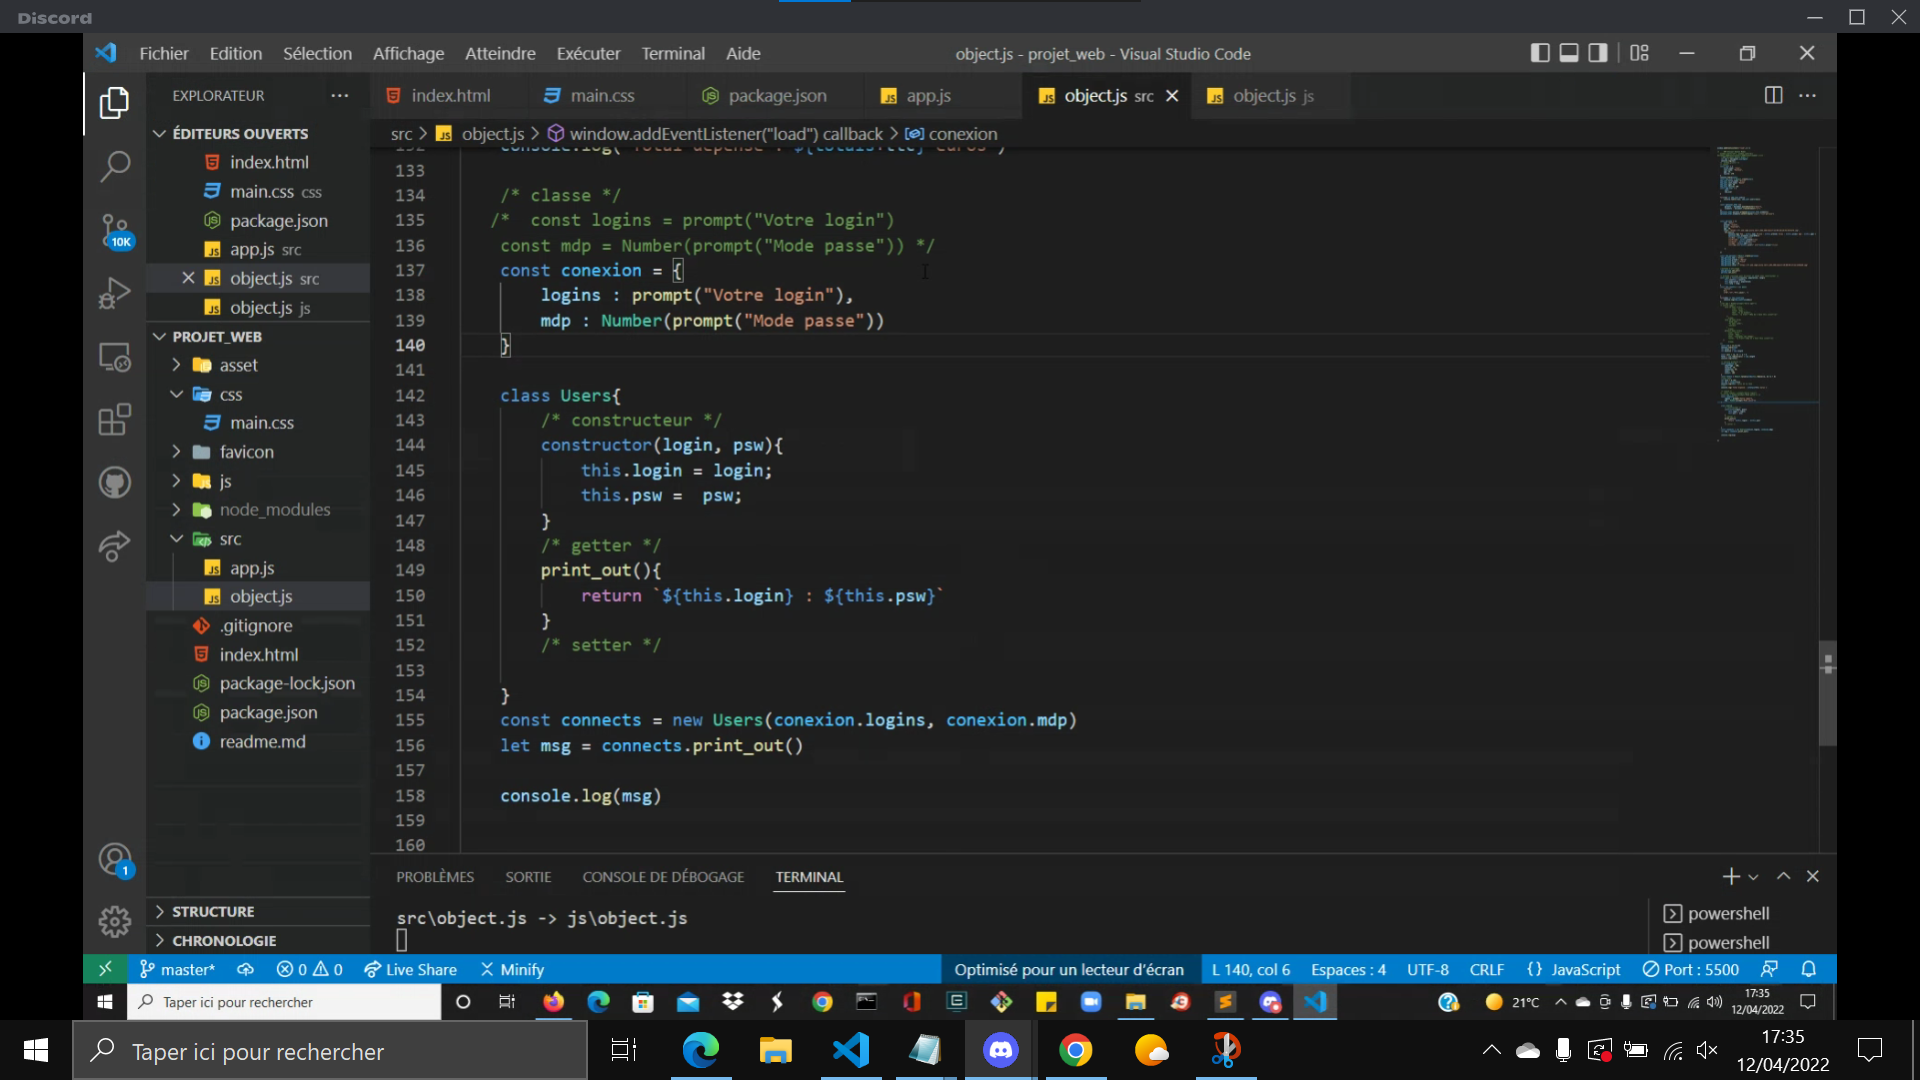 Discord
Fichier Edition Sélection Affichage Atteindre Exécuter Terminal Aide
object.js - projet_web - Visual Studio Code
EXPLORATEUR
index.html main.css package.json app.js object.js src object.js js
src > object.js > window.addEventListener("load") callback > conexion
ÉDITEURS OUVERTS
index.html
main.css css
package.json
app.js src
object.js src
object.js js
PROJET_WEB
asset
css
main.css
favicon
js
node_modules
src
app.js
object.js
.gitignore
index.html
package-lock.json
package.json
readme.md
STRUCTURE
CHRONOLOGIE
133
134 /* classe */
135 /* const logins = prompt("Votre login")
136 const mdp = Number(prompt("Mode passe")) */
137 const conexion = {
138 logins : prompt("Votre login"),
139 mdp : Number(prompt("Mode passe"))
140 }
141
142 class Users{
143 /* constructeur */
144 constructor(login, psw){
145 this.login = login;
146 this.psw = psw;
147 }
148 /* getter */
149 print_out(){
150 return `${this.login} : ${this.psw}`
151 }
152 /* setter */
153
154 }
155 const connects = new Users(conexion.logins, conexion.mdp)
156 let msg = connects.print_out()
157
158 console.log(msg)
159
160
PROBLÈMES SORTIE CONSOLE DE DÉBOGAGE TERMINAL
src\object.js -> js\object.js
powershell
powershell
10K
1
master* 0 0 Live Share Minify Optimisé pour un lecteur d'écran L 140, col 6 Espaces : 4 UTF-8 CRLF {} JavaScript Port : 5500
Taper ici pour rechercher
21°C
17:35
12/04/2022
Taper ici pour rechercher
17:35
12/04/2022